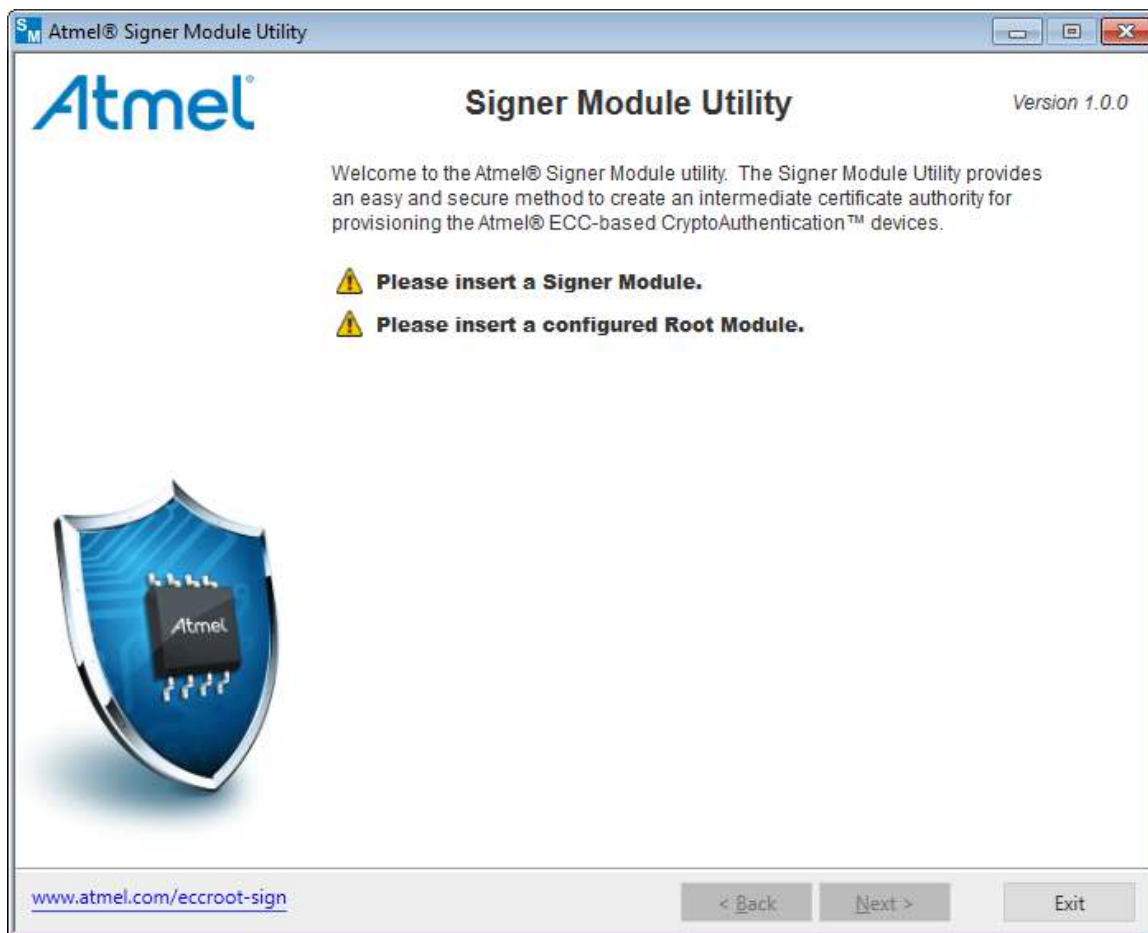 SM Atmel® Signer Module Utility
Atmel®
Signer Module Utility
Version 1.0.0
Welcome to the Atmel® Signer Module utility. The Signer Module Utility provides
an easy and secure method to create an intermediate certificate authority for
provisioning the Atmel® ECC-based CryptoAuthentication™ devices.
Please insert a Signer Module.
Please insert a configured Root Module.
Atmel
www.atmel.com/eccroot-sign
< Back
Next >
Exit